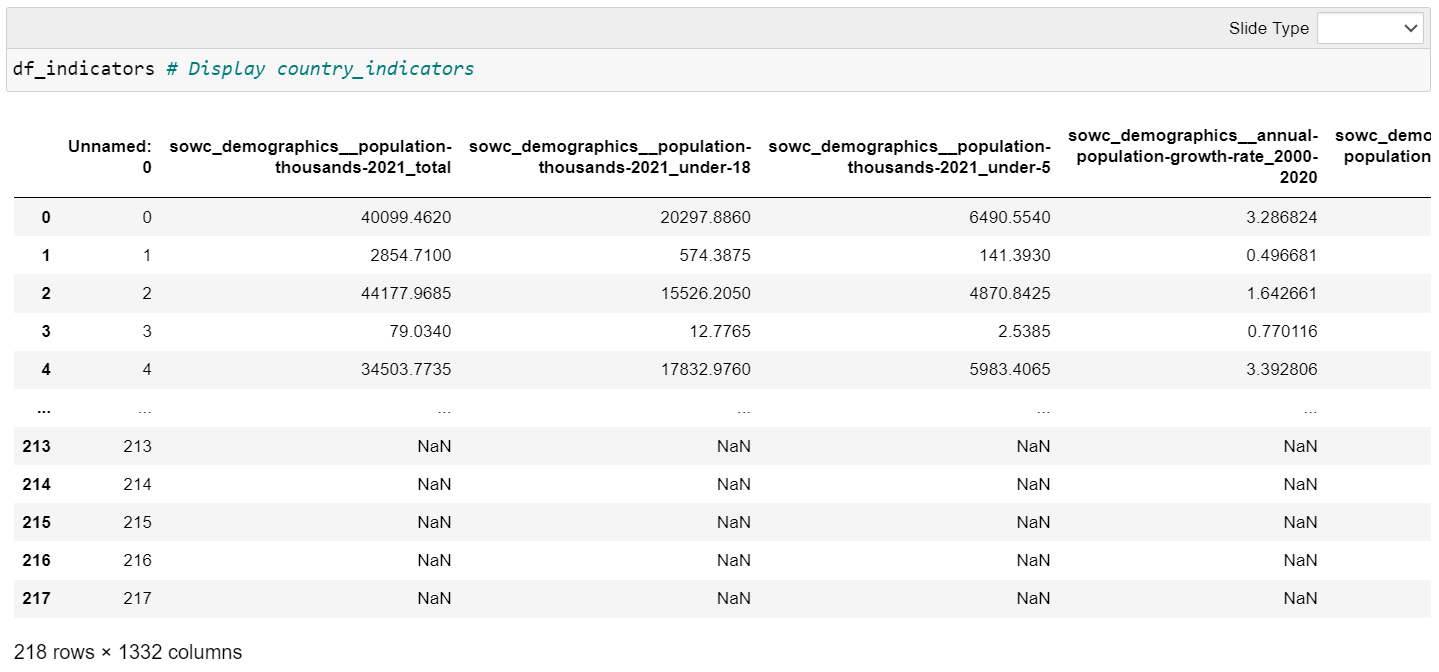 Slide Type
df_indicators # Display country_indicators
Unnamed: 0 sowc_demographics__population-thousands-2021_total sowc_demographics__population-thousands-2021_under-18 sowc_demographics__population-thousands-2021_under-5 sowc_demographics__annual-population-growth-rate_2000-2020 sowc_demo population
0 0 40099.4620 20297.8860 6490.5540 3.286824
1 1 2854.7100 574.3875 141.3930 0.496681
2 2 44177.9685 15526.2050 4870.8425 1.642661
3 3 79.0340 12.7765 2.5385 0.770116
4 4 34503.7735 17832.9760 5983.4065 3.392806
... ... ... ... ... ...
213 213 NaN NaN NaN NaN
214 214 NaN NaN NaN NaN
215 215 NaN NaN NaN NaN
216 216 NaN NaN NaN NaN
217 217 NaN NaN NaN NaN
218 rows × 1332 columns